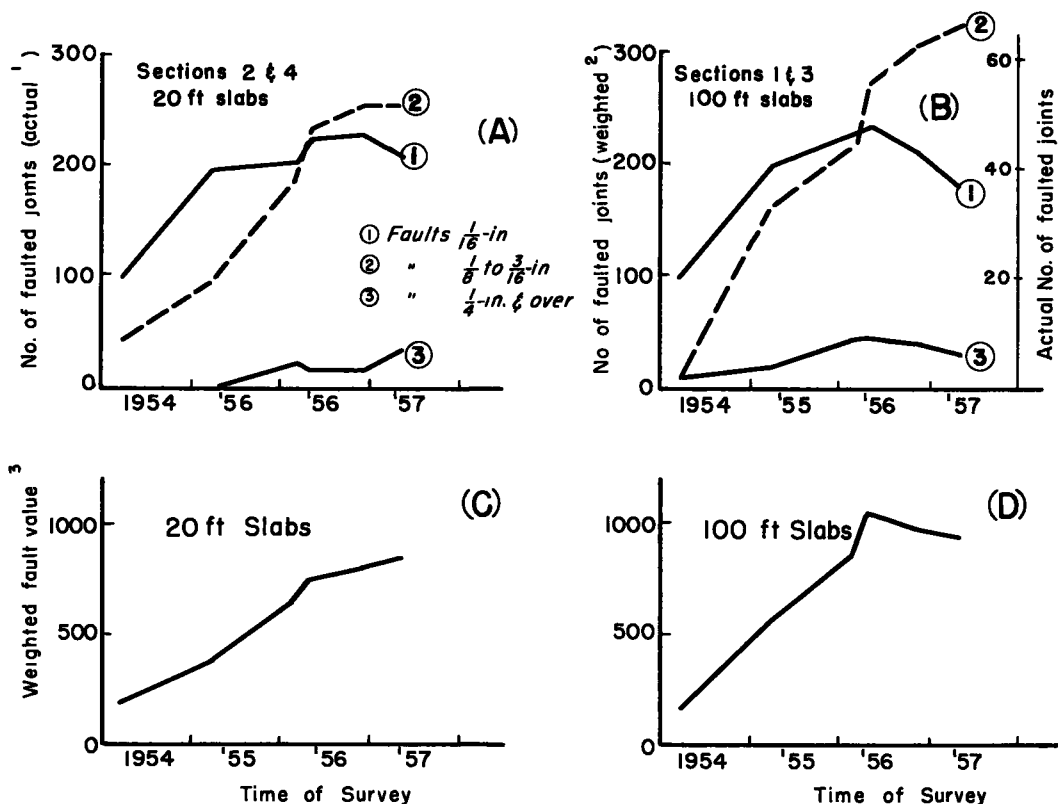 No. of faulted joints (actual 1)
300
200
100
0
Sections 2 & 4
20 ft slabs
(A)
2
1
3
① Faults 1/16-in
② " 1/8 to 3/16-in
③ " 1/4-in. & over
1954 '56 '56 '57
No of faulted joints (weighted 2)
300
200
100
0
Sections 1 & 3
100 ft slabs
(B)
2
1
3
60
40
20
Actual No. of faulted joints
1954 '55 '56 '57
Weighted fault value 3
1000
500
0
20 ft Slabs
(C)
1954 '55 '56 '57
Time of Survey
1000
500
0
100 ft Slabs
(D)
1954 '55 '56 '57
Time of Survey